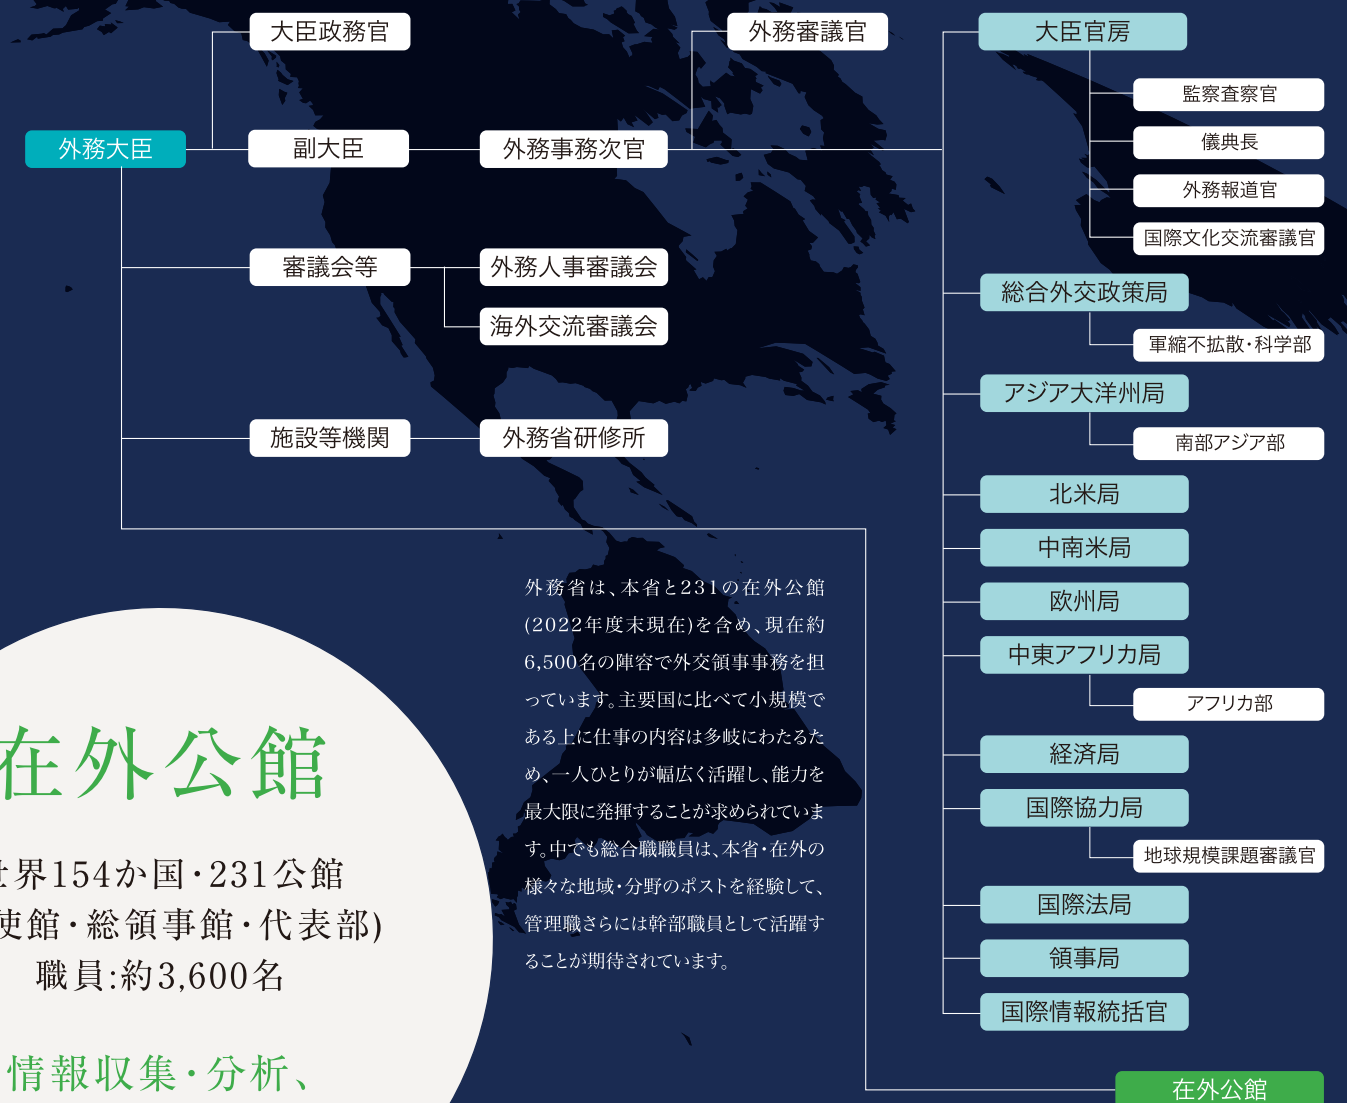 大臣政務官
外務審議官
大臣官房
監察査察官
外務大臣
副大臣
外務事務次官
儀典長
外務報道官
国際文化交流審議官
審議会等
外務人事審議会
海外交流審議会
総合外交政策局
軍縮不拡散・科学部
アジア大洋州局
施設等機関
外務省研修所
南部アジア部
北米局
中南米局
欧州局
中東アフリカ局
アフリカ部
経済局
国際協力局
地球規模課題審議官
国際法局
領事局
国際情報統括官
在外公館
外務省は、本省と231の在外公館
(2022年度末現在)を含め、現在約
6,500名の陣容で外交領事事務を担
っています。主要国に比べて小規模で
ある上に仕事の内容は多岐にわたるた
め、一人ひとりが幅広く活躍し、能力を
最大限に発揮することが求められていま
す。中でも総合職職員は、本省・在外の
様々な地域・分野のポストを経験して、
管理職さらには幹部職員として活躍す
ることが期待されています。
在外公館
界154か国・231公館
使館・総領事館・代表部)
職員:約3,600名
情報収集・分析、